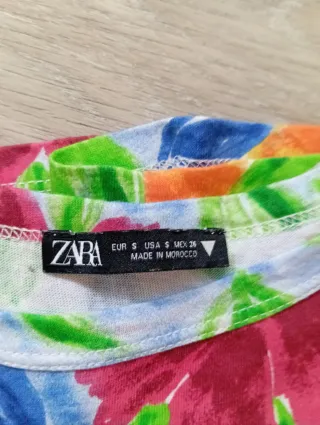 ZARA
EUR S USA S MEX 26
MADE IN MOROCCO